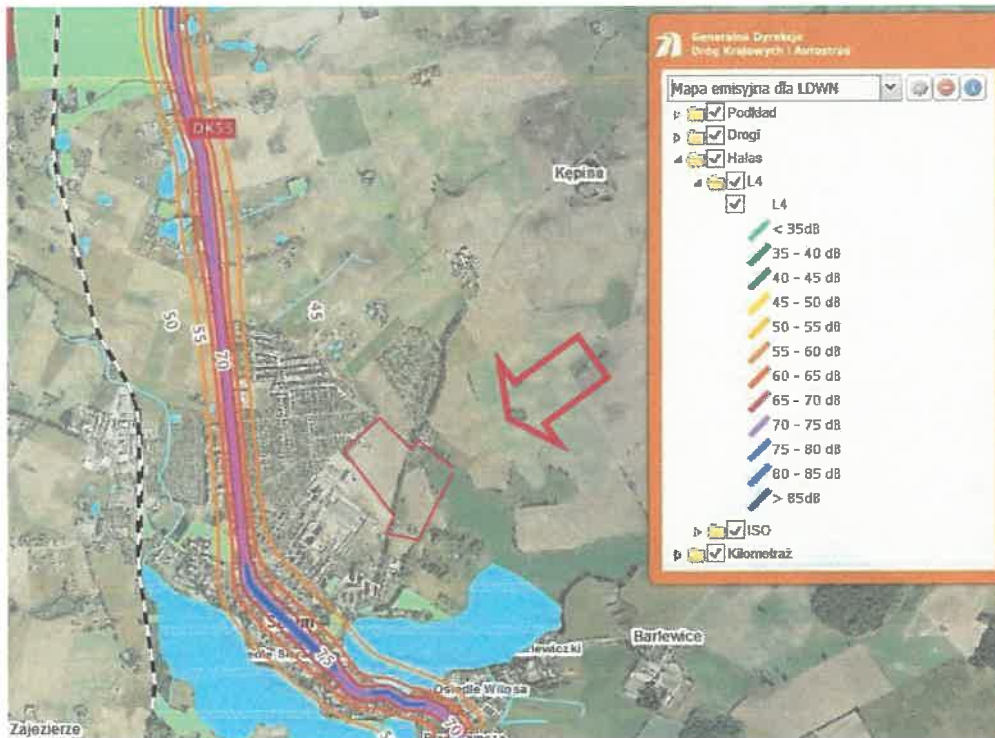 Generalna Dyrekcja
Dróg Krajowych i Autostrad
Mapa emisyjna dla LDWN
Podkład
Drogi
Hałas
L4
L4
< 35dB
35 - 40 dB
40 - 45 dB
45 - 50 dB
50 - 55 dB
55 - 60 dB
60 - 65 dB
65 - 70 dB
70 - 75 dB
75 - 80 dB
80 - 85 dB
> 85dB
ISO
Kilometraż
DK55
Kępina
45
50
55
70
75
Barlewice
Osiedle Witosa
70
Zajezierze